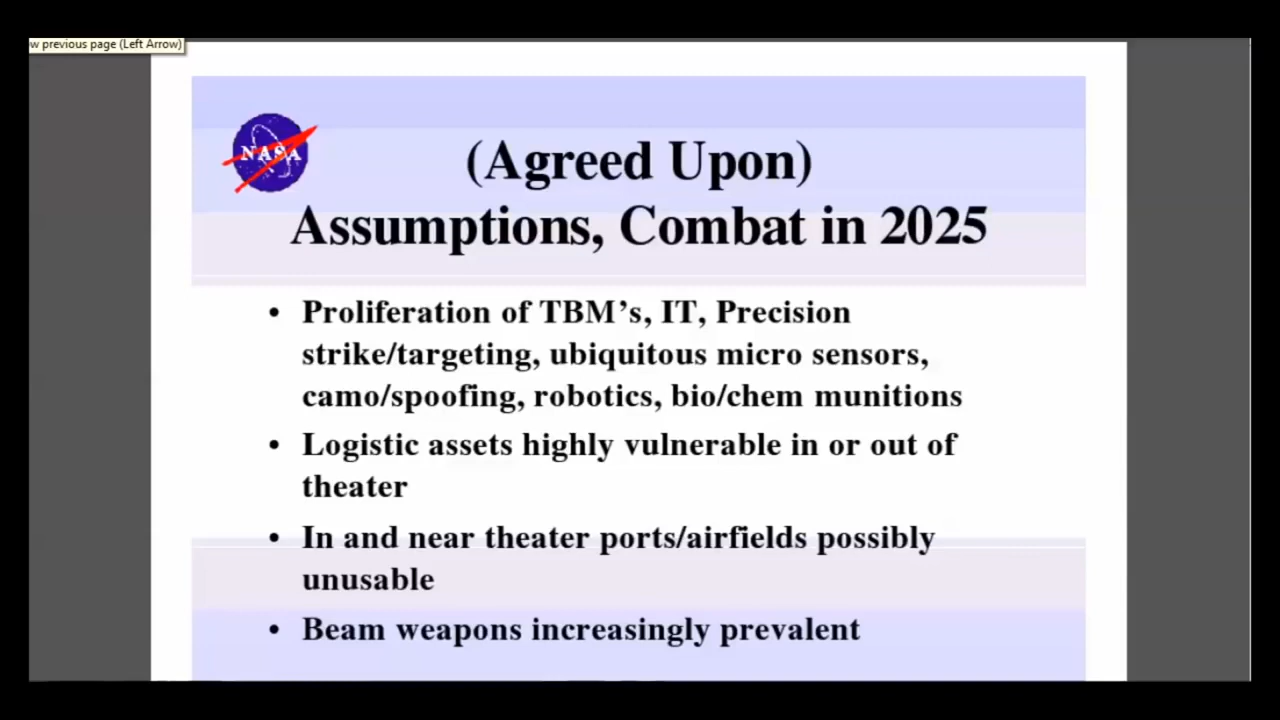 ow previous page (Left Arrow)
NASA
(Agreed Upon)
Assumptions, Combat in 2025
• Proliferation of TBM's, IT, Precision
strike/targeting, ubiquitous micro sensors,
camo/spoofing, robotics, bio/chem munitions
• Logistic assets highly vulnerable in or out of
theater
• In and near theater ports/airfields possibly
unusable
• Beam weapons increasingly prevalent